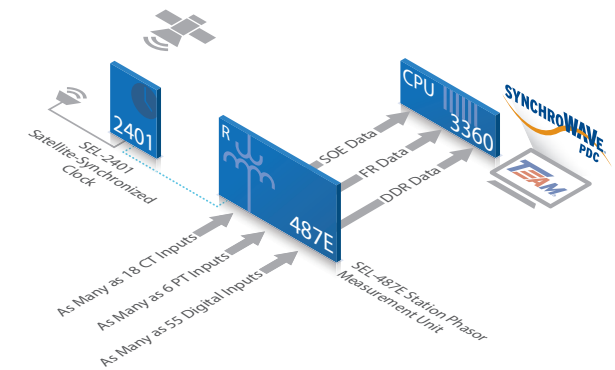 2401
SEL-2401
Satellite-Synchronized
Clock
R
487E
CPU
3360
SYNCHROWAVE
PDC
TEAM
SOE Data
FR Data
DDR Data
As Many as 18 CT Inputs
As Many as 6 PT Inputs
As Many as 55 Digital Inputs
SEL-487E Station Phasor
Measurement Unit